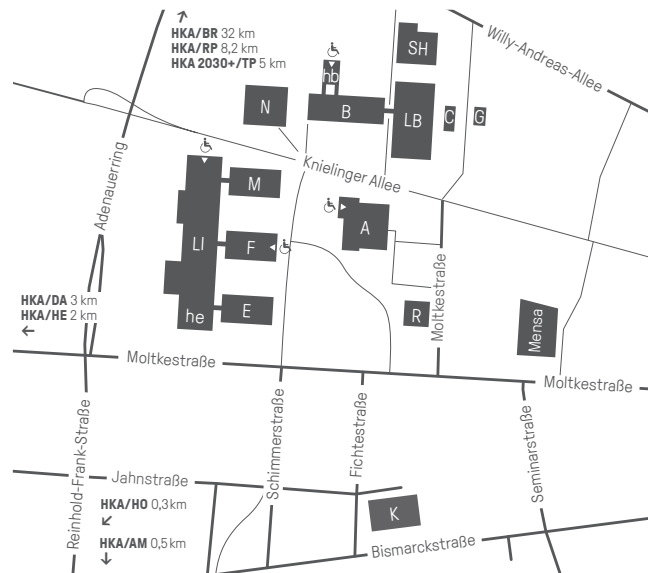 HKA/BR 32 km
HKA/RP 8,2 km
HKA 2030+/TP 5 km
Willy-Andreas-Allee
SH
hb
N
B
LB
C
G
Knielinger Allee
Adenauerring
M
A
LI
F
HKA/DA 3 km
HKA/HE 2 km
he
E
R
Moltkestraße
Mensa
Moltkestraße
Moltkestraße
Reinhold-Frank-Straße
Schimmerstraße
Fichtestraße
Seminarstraße
Jahnstraße
HKA/HO 0,3 km
K
HKA/AM 0,5 km
Bismarckstraße